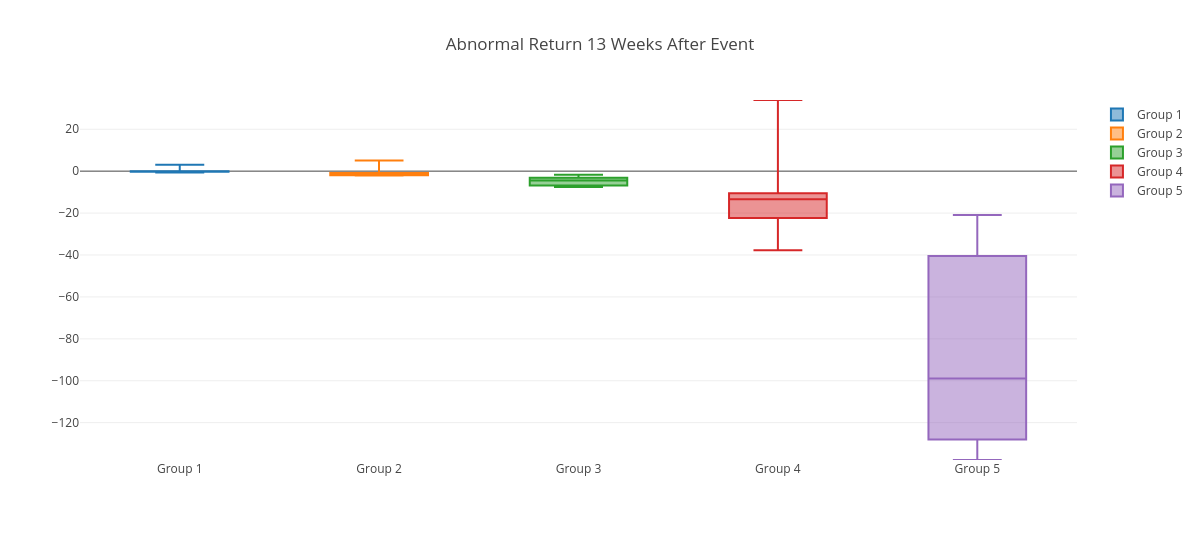 Abnormal Return 13 Weeks After Event
20
0
−20
−40
−60
−80
−100
−120
Group 1
Group 2
Group 3
Group 4
Group 5
Group 1
Group 2
Group 3
Group 4
Group 5